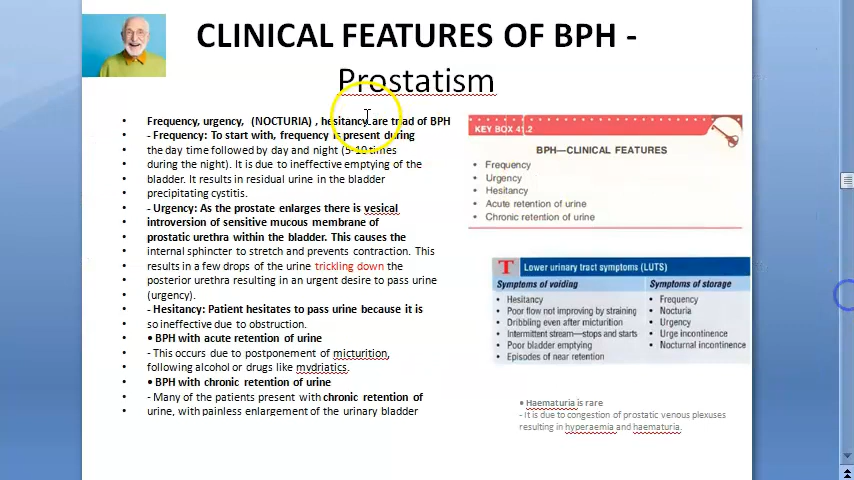 CLINICAL FEATURES OF BPH -
Prostatism
• Frequency, urgency, (NOCTURIA) , hesitancy are triad of BPH
• - Frequency: To start with, frequency is present during
• the day time followed by day and night (5-10 times
• during the night). It is due to ineffective emptying of the
• bladder. It results in residual urine in the bladder
• precipitating cystitis.
• - Urgency: As the prostate enlarges there is vesical
• introversion of sensitive mucous membrane of
• prostatic urethra within the bladder. This causes the
• internal sphincter to stretch and prevents contraction. This
• results in a few drops of the urine trickling down the
• posterior urethra resulting in an urgent desire to pass urine
• (urgency).
• - Hesitancy: Patient hesitates to pass urine because it is
• so ineffective due to obstruction.
• • BPH with acute retention of urine
• - This occurs due to postponement of micturition,
• following alcohol or drugs like mydriatics.
• • BPH with chronic retention of urine
• - Many of the patients present with chronic retention of
• urine, with painless enlargement of the urinary bladder
KEY BOX 41.2
BPH—CLINICAL FEATURES
• Frequency
• Urgency
• Hesitancy
• Acute retention of urine
• Chronic retention of urine
T Lower urinary tract symptoms (LUTS)
Symptoms of voiding Symptoms of storage
• Hesitancy • Frequency
• Poor flow not improving by straining • Nocturia
• Dribbling even after micturition • Urgency
• Intermittent stream—stops and starts • Urge incontinence
• Poor bladder emptying • Nocturnal incontinence
• Episodes of near retention
• Haematuria is rare
- It is due to congestion of prostatic venous plexuses
resulting in hyperaemia and haematuria.